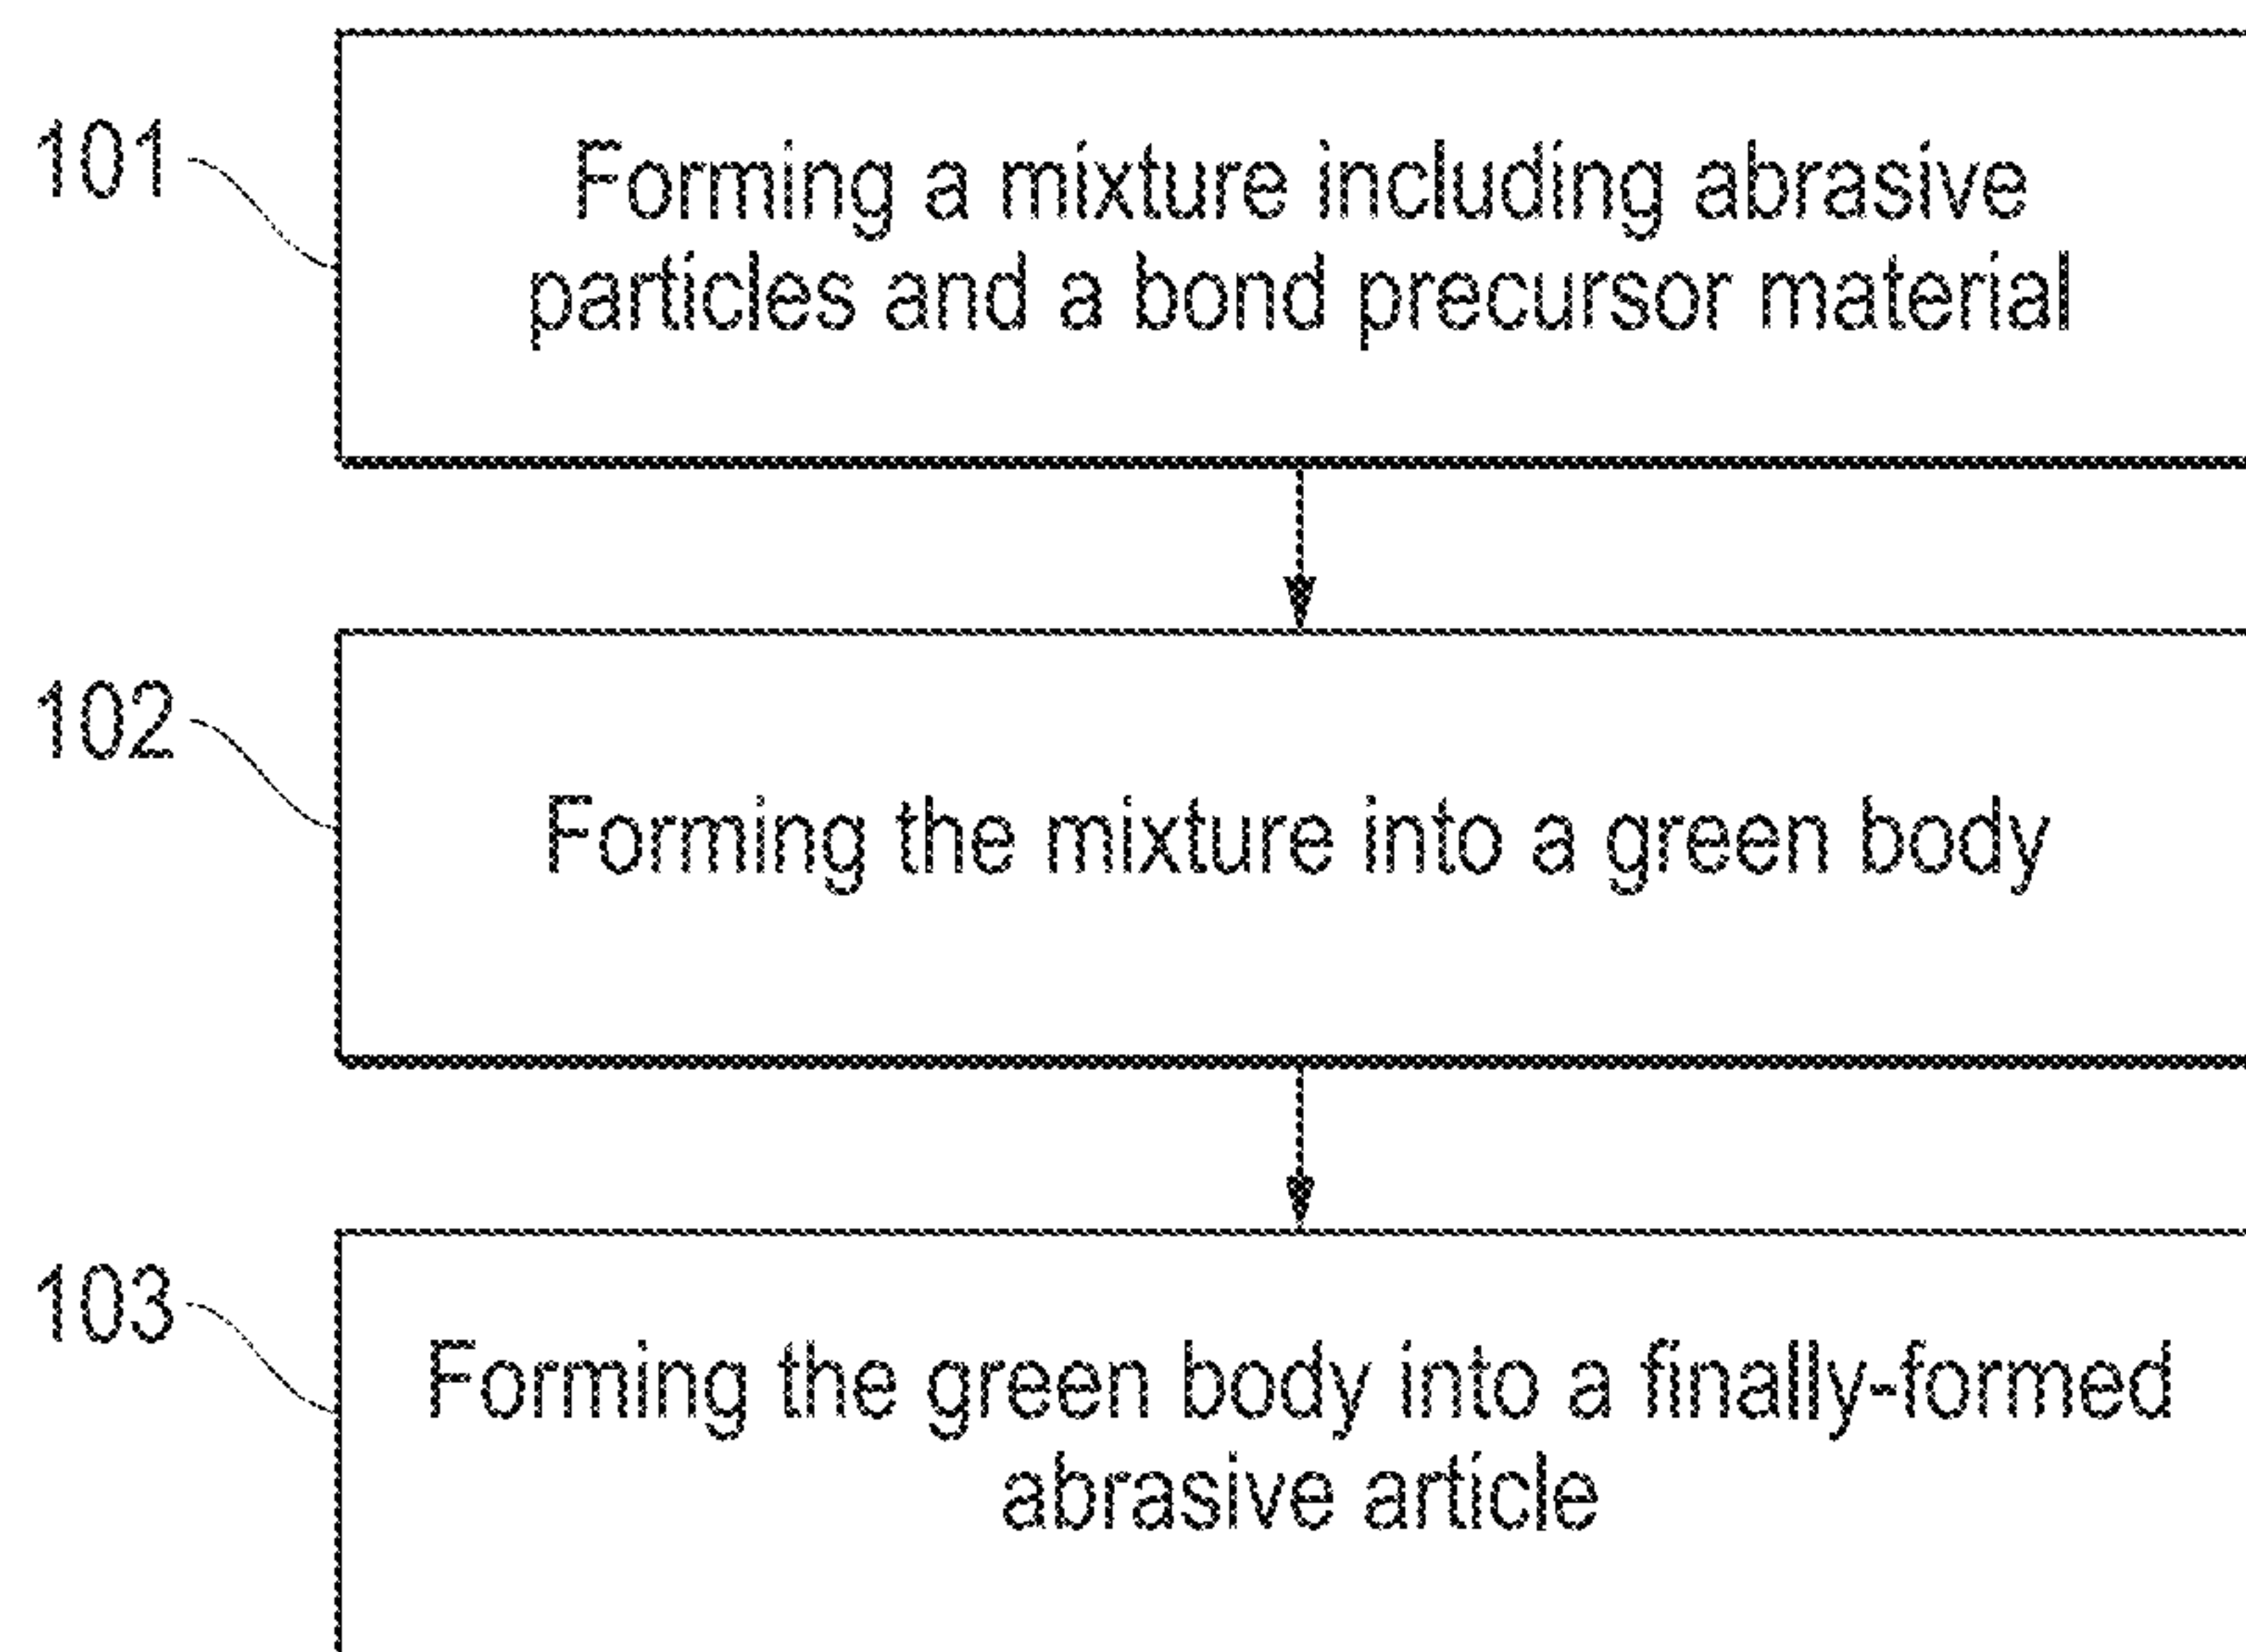 101
Forming a mixture including abrasive
particles and a bond precursor material
102
Forming the mixture into a green body
103
Forming the green body into a finally-formed
abrasive article